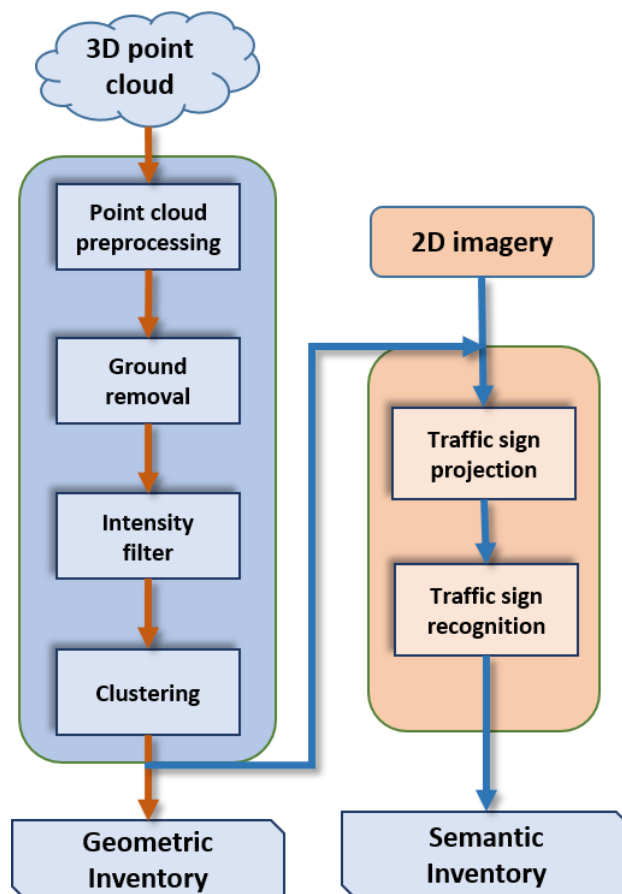 3D point
cloud
Point cloud
preprocessing
Ground
removal
Intensity
filter
Clustering
Geometric
Inventory
2D imagery
Traffic sign
projection
Traffic sign
recognition
Semantic
Inventory